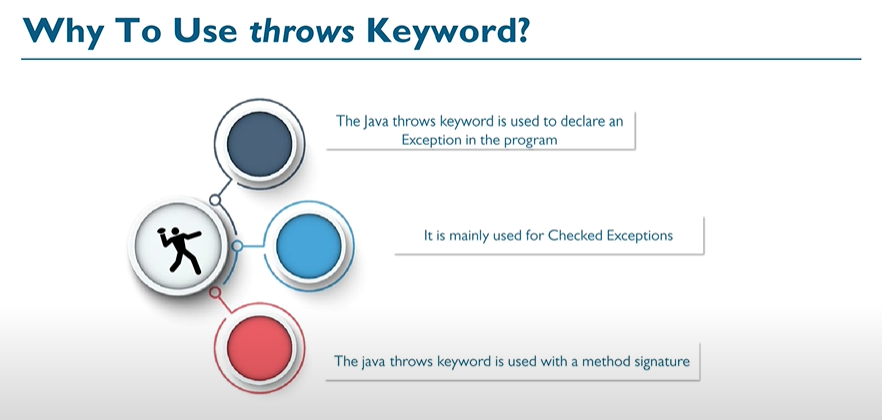 Why To Use throws Keyword?
The Java throws keyword is used to declare an
Exception in the program
It is mainly used for Checked Exceptions
The java throws keyword is used with a method signature